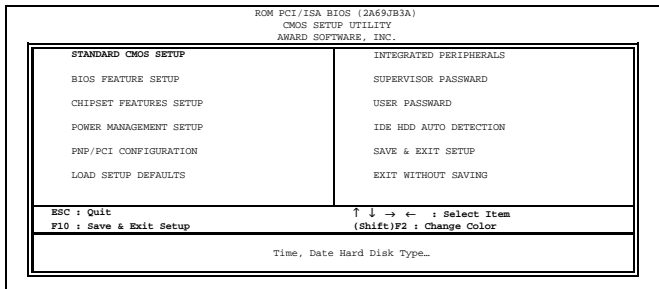 ROM PCI/ISA BIOS (2A69JB3A)
CMOS SETUP UTILITY
AWARD SOFTWARE, INC.
STANDARD CMOS SETUP
BIOS FEATURE SETUP
CHIPSET FEATURES SETUP
POWER MANAGEMENT SETUP
PNP/PCI CONFIGURATION
LOAD SETUP DEFAULTS
INTEGRATED PERIPHERALS
SUPERVISOR PASSWARD
USER PASSWARD
IDE HDD AUTO DETECTION
SAVE & EXIT SETUP
EXIT WITHOUT SAVING
ESC : Quit
F10 : Save & Exit Setup
↑ ↓ → ← : Select Item
(Shift)F2 : Change Color
Time, Date Hard Disk Type…